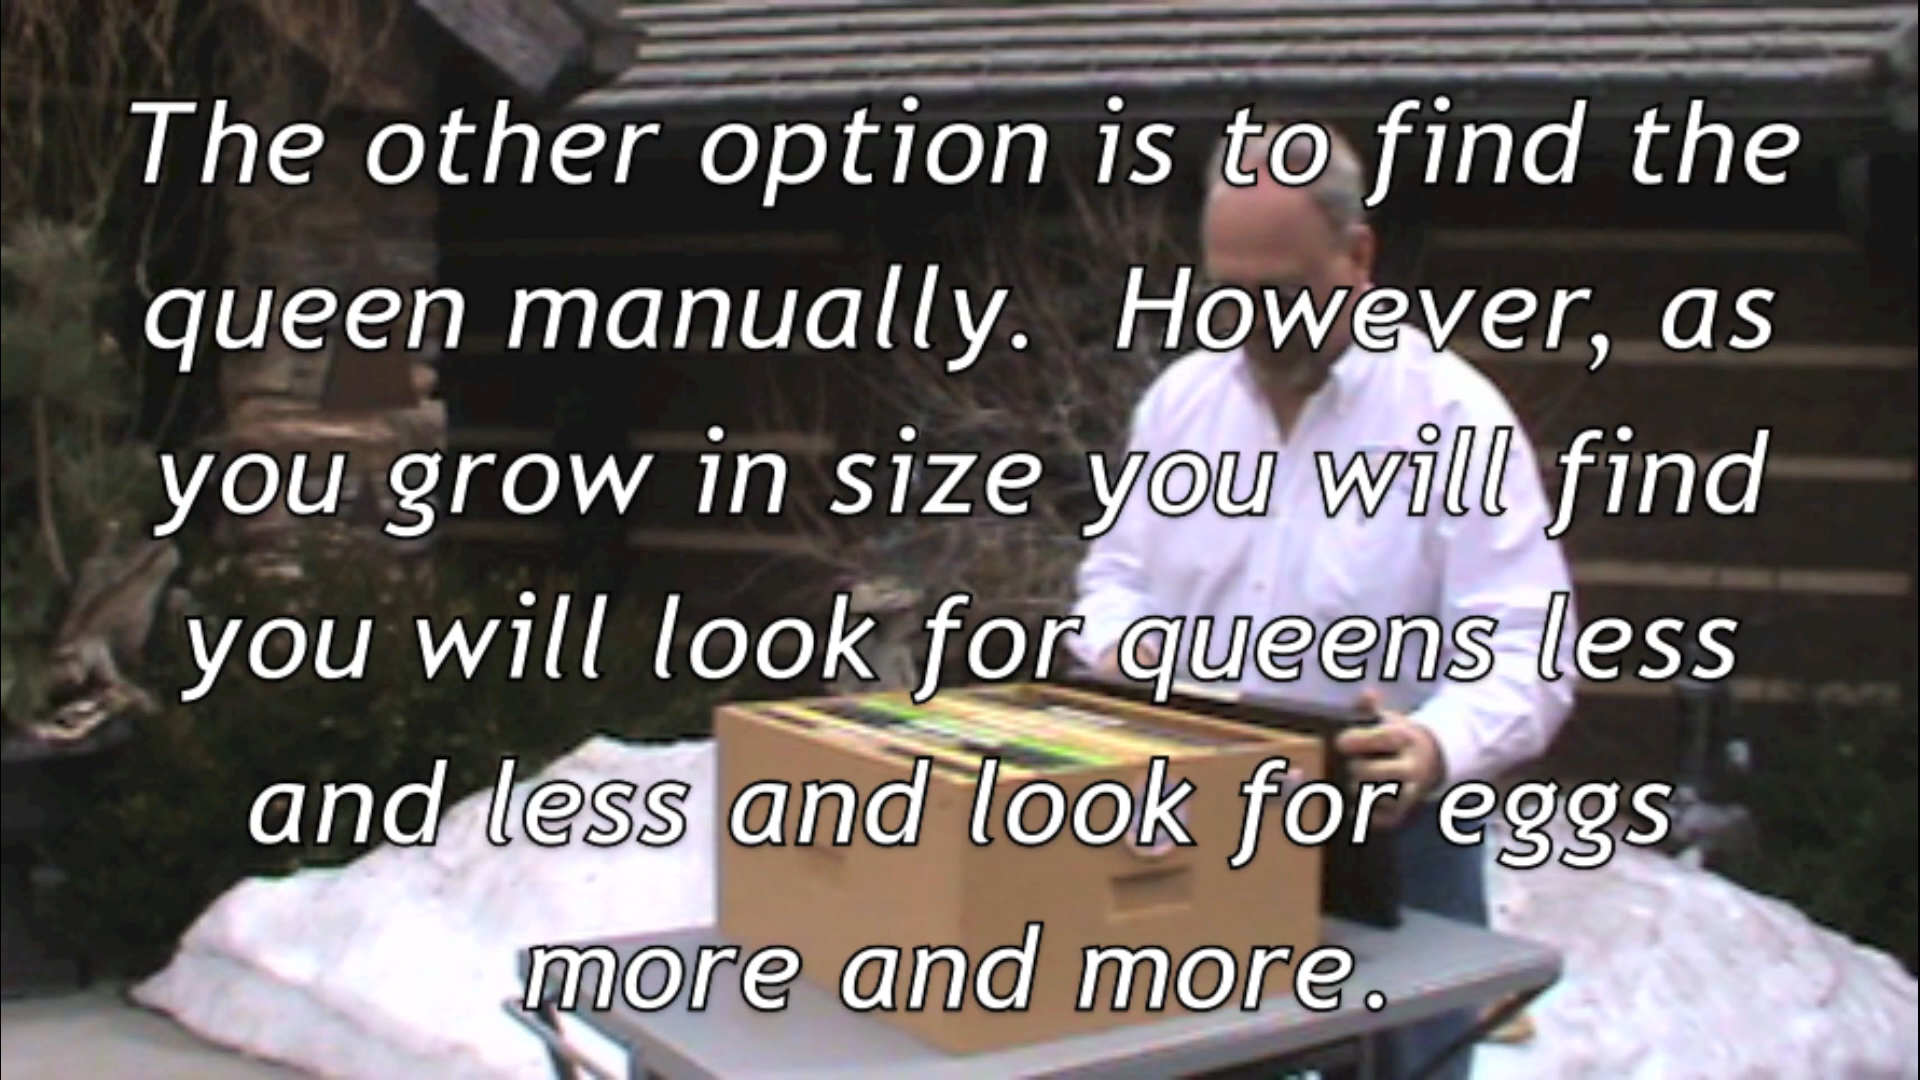 The other option is to find the
queen manually.  However, as
you grow in size you will find
you will look for queens less
and less and look for eggs
more and more.